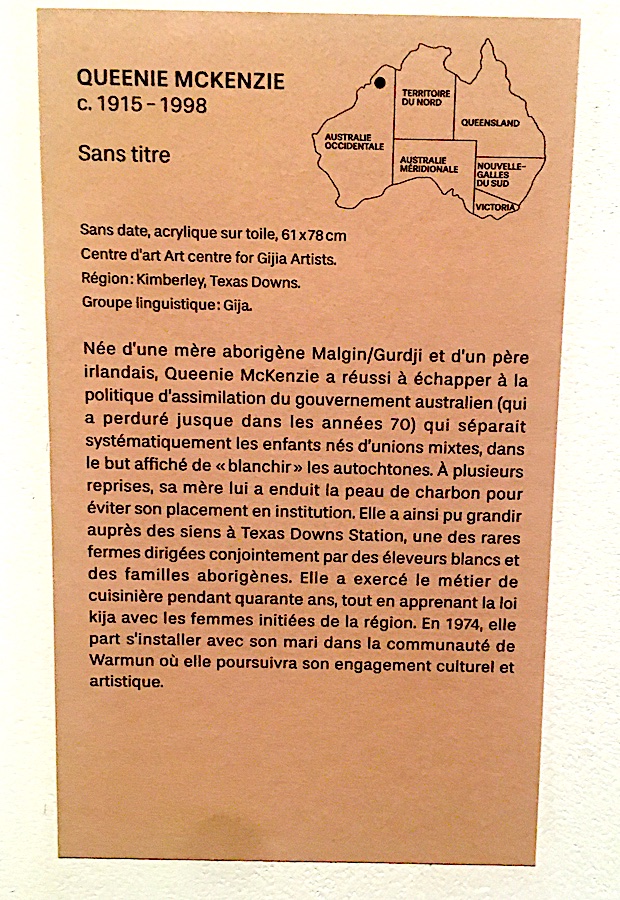 QUEENIE MCKENZIE
c. 1915 – 1998
Sans titre
TERRITOIRE
DU NORD
QUEENSLAND
AUSTRALIE
OCCIDENTALE
AUSTRALIE
MÉRIDIONALE
NOUVELLE-
GALLES
DU SUD
VICTORIA
Sans date, acrylique sur toile, 61 x 78 cm
Centre d'art Art centre for Gijia Artists.
Région : Kimberley, Texas Downs.
Groupe linguistique : Gija.
Née d'une mère aborigène Malgin/Gurdji et d'un père
irlandais, Queenie McKenzie a réussi à échapper à la
politique d'assimilation du gouvernement australien (qui
a perduré jusque dans les années 70) qui séparait
systématiquement les enfants nés d'unions mixtes, dans
le but affiché de « blanchir » les autochtones. À plusieurs
reprises, sa mère lui a enduit la peau de charbon pour
éviter son placement en institution. Elle a ainsi pu grandir
auprès des siens à Texas Downs Station, une des rares
fermes dirigées conjointement par des éleveurs blancs et
des familles aborigènes. Elle a exercé le métier de
cuisinière pendant quarante ans, tout en apprenant la loi
kija avec les femmes initiées de la région. En 1974, elle
part s'installer avec son mari dans la communauté de
Warmun où elle poursuivra son engagement culturel et
artistique.